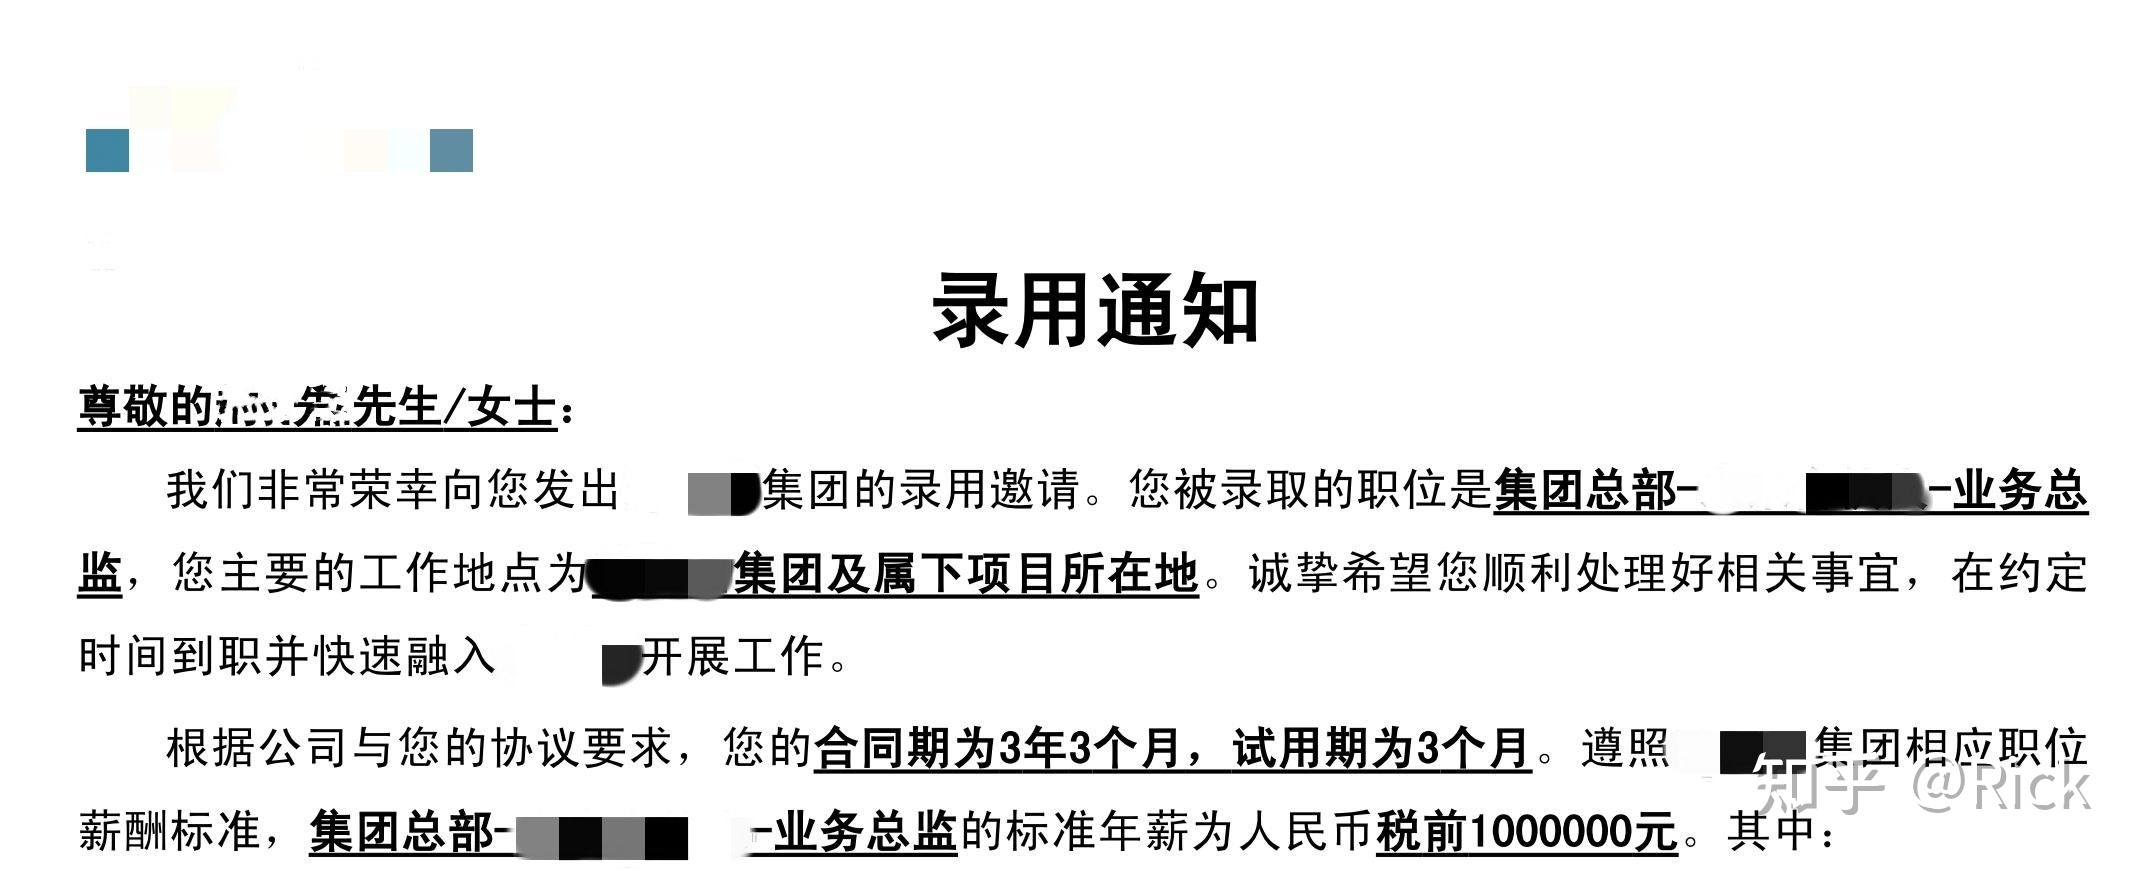 录用通知
尊敬的 先生/女士：
我们非常荣幸向您发出 集团的录用邀请。您被录取的职位是集团总部- -业务总
监，您主要的工作地点为 集团及属下项目所在地。诚挚希望您顺利处理好相关事宜，在约定
时间到职并快速融入 开展工作。
根据公司与您的协议要求，您的合同期为3年3个月，试用期为3个月。遵照 集团相应职位
知乎 @Rick
薪酬标准，集团总部- -业务总监的标准年薪为人民币税前1000000元。其中：